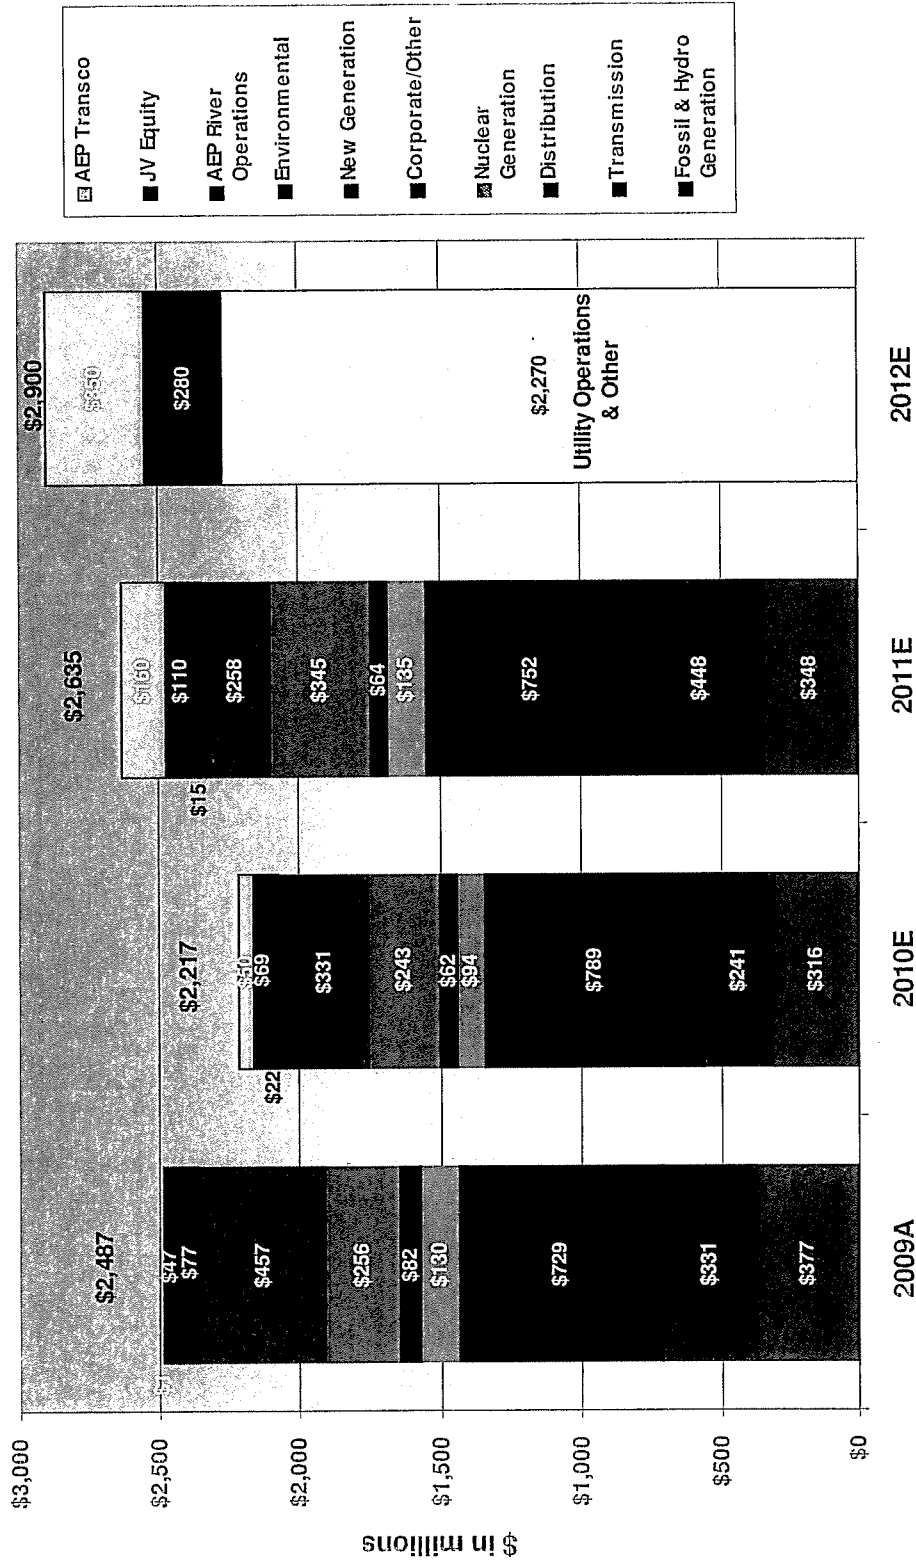 $ in millions
$3,000
$2,500
$2,000
$1,500
$1,000
$500
$0
$2,487
$47
$77
$457
$256
$82
$130
$729
$331
$377
2009A
$2,217
$50
$69
$22
$331
$243
$62
$94
$789
$241
$316
2010E
$2,635
$160
$110
$15
$258
$345
$64
$135
$752
$448
$348
2011E
$2,900
$350
$280
$2,270
Utility Operations
& Other
2012E
AEP Transco
JV Equity
AEP River
Operations
Environmental
New Generation
Corporate/Other
Nuclear
Generation
Distribution
Transmission
Fossil & Hydro
Generation